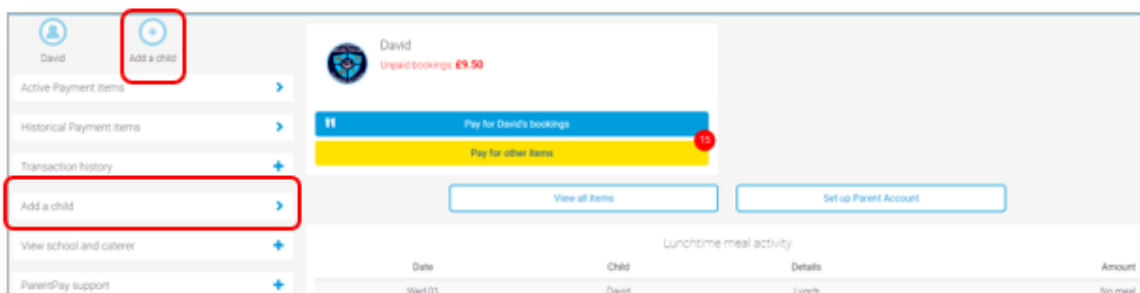 David Add a child
Active Payment items
Historical Payment items
Transaction history
Add a child
View school and caterer
ParentPay support
David
Unpaid bookings £9.50
Pay for David's bookings
15
Pay for other items
View all items Set up Parent Account
Lunchtime meal activity
Date Child Details Amount
Wed 01 David Lunch No meal